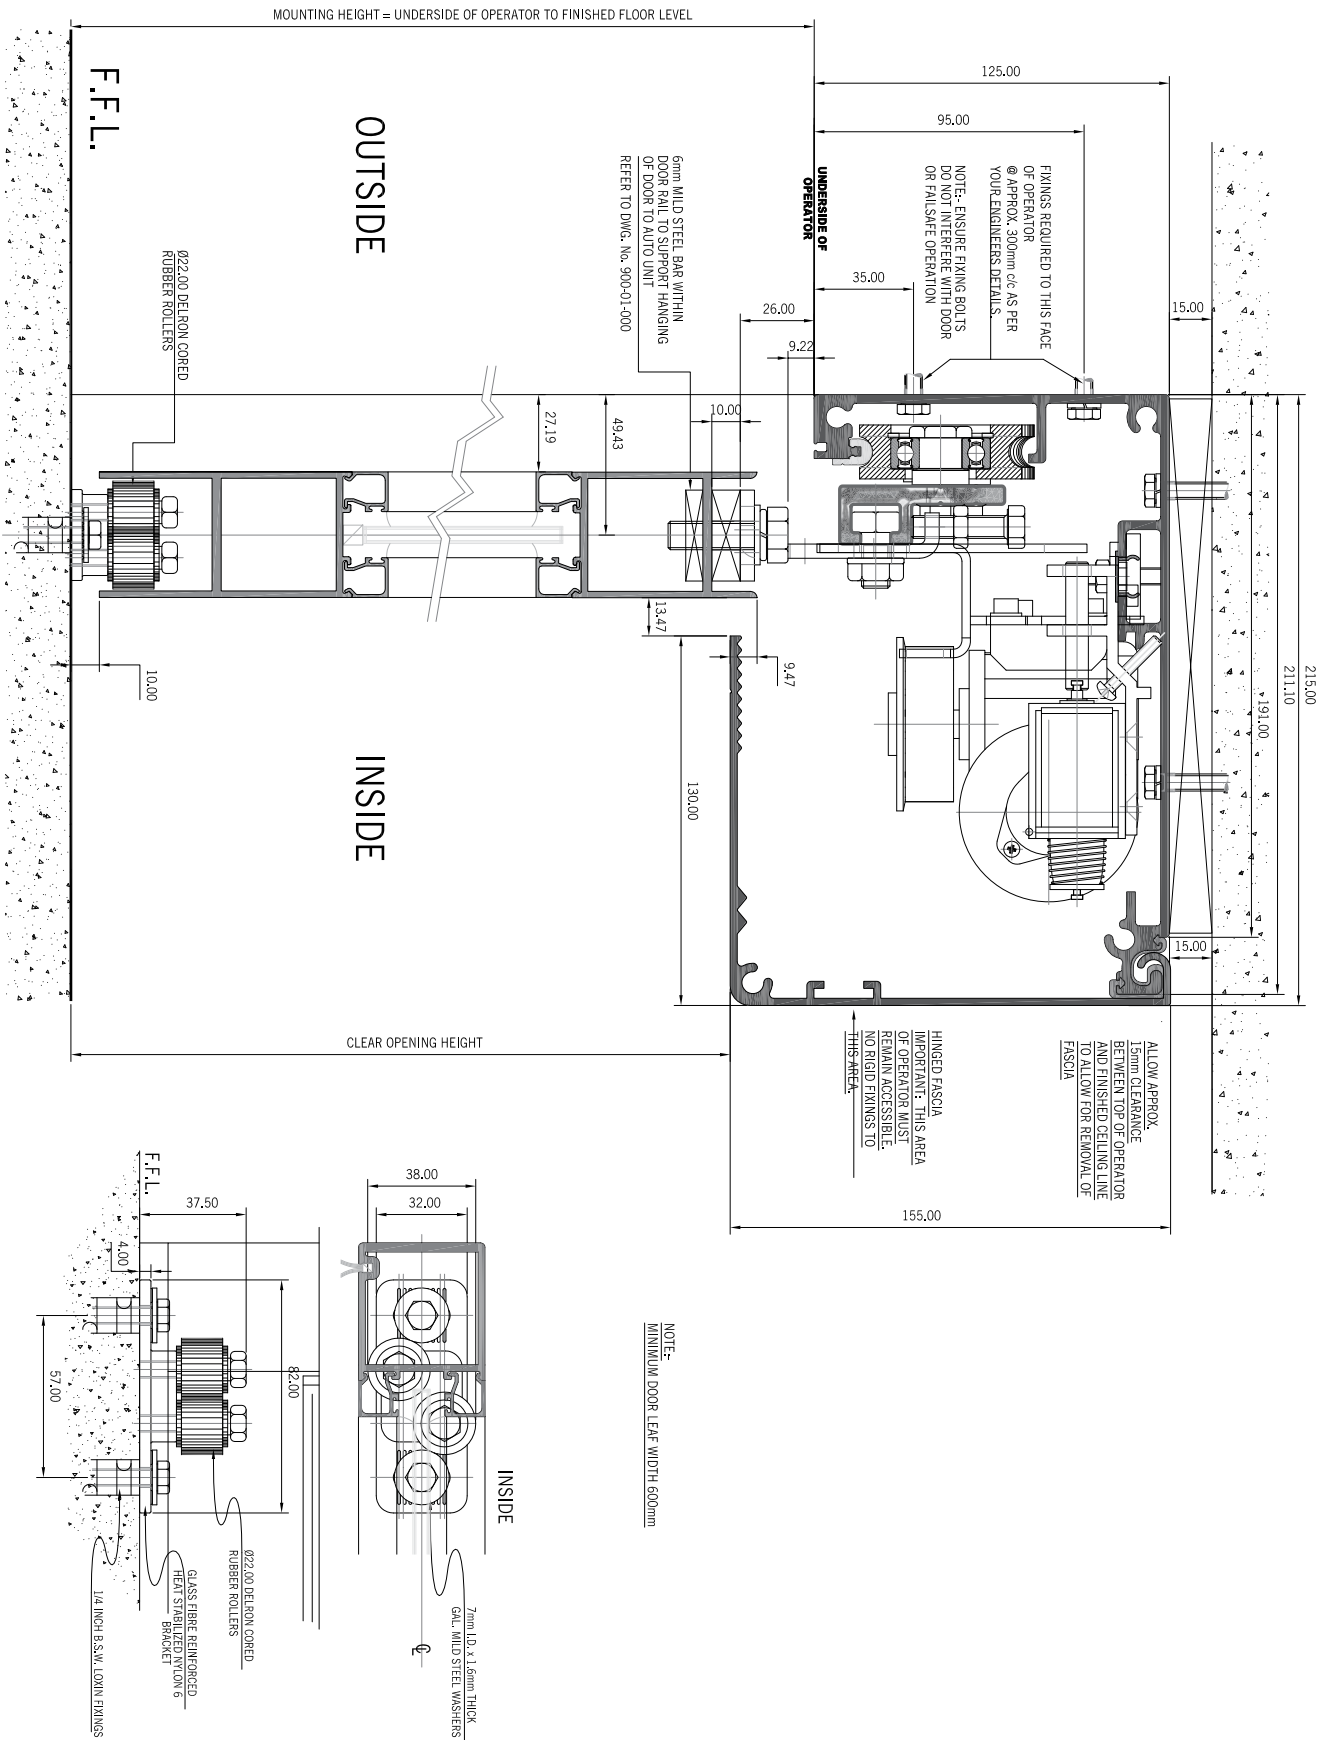 MOUNTING HEIGHT = UNDERSIDE OF OPERATOR TO FINISHED FLOOR LEVEL
F.F.L.
OUTSIDE
INSIDE
125.00
95.00
35.00
26.00
9.22
15.00
FIXINGS REQUIRED TO THIS FACE
OF OPERATOR
@ APPROX. 300mm c/c AS PER
YOUR ENGINEERS DETAILS.
NOTE:- ENSURE FIXING BOLTS
DO NOT INTERFERE WITH DOOR
OR FAILSAFE OPERATION
UNDERSIDE OF
OPERATOR
6mm MILD STEEL BAR WITHIN
DOOR RAIL TO SUPPORT HANGING
OF DOOR TO AUTO UNIT
REFER TO DWG. No. 900-01-000
Ø22.00 DELRON CORED
RUBBER ROLLERS
10.00
49.43
27.19
13.47
9.47
10.00
130.00
215.00
211.10
191.00
15.00
CLEAR OPENING HEIGHT
155.00
ALLOW APPROX.
15mm CLEARANCE
BETWEEN TOP OF OPERATOR
AND FINISHED CEILING LINE
TO ALLOW FOR REMOVAL OF
FASCIA
HINGED FASCIA
IMPORTANT:- THIS AREA
OF OPERATOR MUST
REMAIN ACCESSIBLE.
NO RIGID FIXINGS TO
THIS AREA.
NOTE:-
MINIMUM DOOR LEAF WIDTH 600mm
38.00
32.00
INSIDE
7mm I.D. x 1.6mm THICK
GAL. MILD STEEL WASHERS
℄
F.F.L.
37.50
4.00
82.00
57.00
Ø22.00 DELRON CORED
RUBBER ROLLERS
GLASS FIBRE REINFORCED
HEAT STABILIZED NYLON 6
BRACKET
1/4 INCH B.S.W. LOXIN FIXINGS